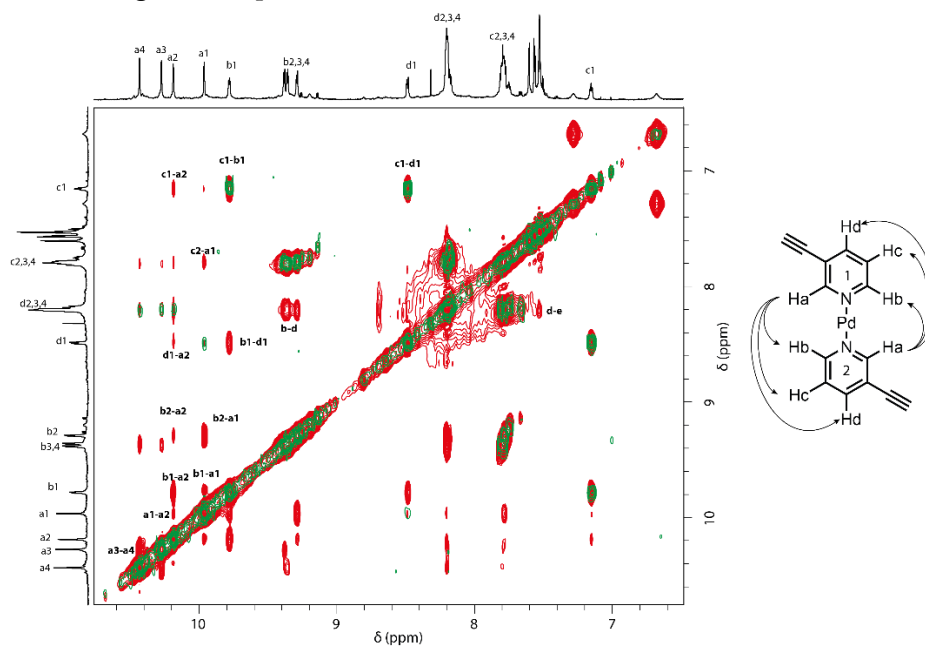 a4
a3
a2
a1
b1
b2,3,4
d1
d2,3,4
c2,3,4
c1
c1
c2,3,4
d2,3,4
d1
b2
b3,4
b1
a1
a2
a3
a4
c1-a2
c1-b1
c1-d1
c2-a1
b-d
d-e
d1-a2
b1-d1
b2-a2
b2-a1
b1-a2
b1-a1
a1-a2
a3-a4
7
8
9
10
δ (ppm)
10
9
8
7
δ (ppm)
Hd
Hc
1
Ha
N
Hb
Pd
Hb
N
Ha
2
Hc
Hd